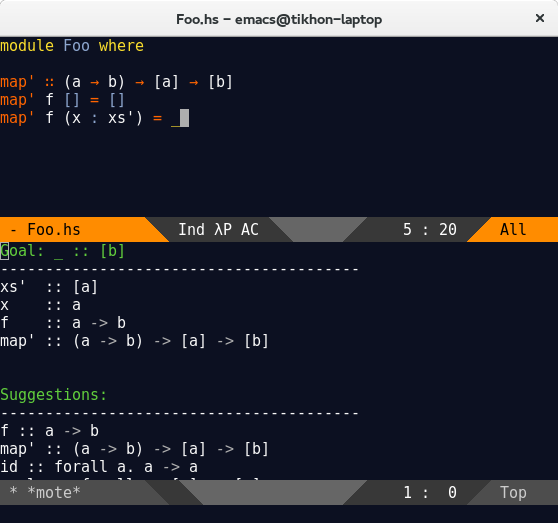 Foo.hs - emacs@tikhon-laptop ×
module Foo where
map' ∷ (a → b) → [a] → [b]
map' f [] = []
map' f (x : xs') = _
- Foo.hs Ind λP AC 5 : 20 All
Goal: _ :: [b]
----------------------------------------
xs' :: [a]
x :: a
f :: a -> b
map' :: (a -> b) -> [a] -> [b]
Suggestions:
----------------------------------------
f :: a -> b
map' :: (a -> b) -> [a] -> [b]
id :: forall a. a -> a
* *mote* 1 : 0 Top